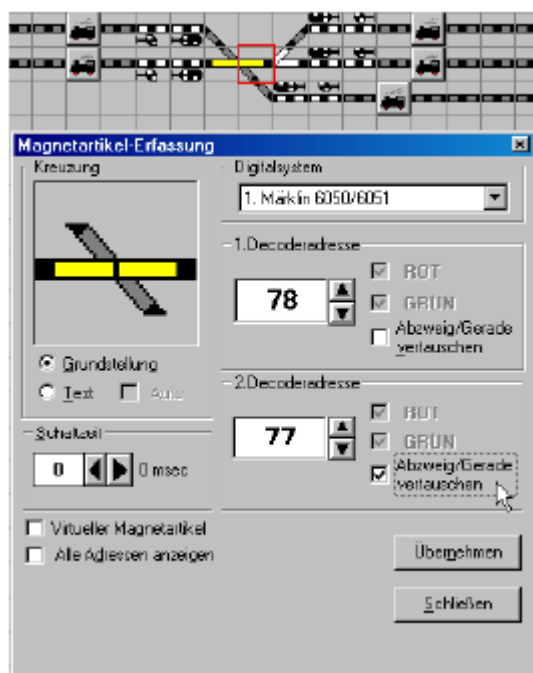 Magnetartikel-Erfassung
Kreuzung
Grundstellung
Text Auto
Schaltzeit
0 0 msec
Virtueller Magnetartikel
Alle Adressen anzeigen
Digitalsystem
1. Märklin 6050/6051
1.Decoderadresse
78
ROT
GRÜN
Abzweig/Gerade
vertauschen
2.Decoderadresse
77
ROT
GRÜN
Abzweig/Gerade
vertauschen
Übernehmen
Schließen